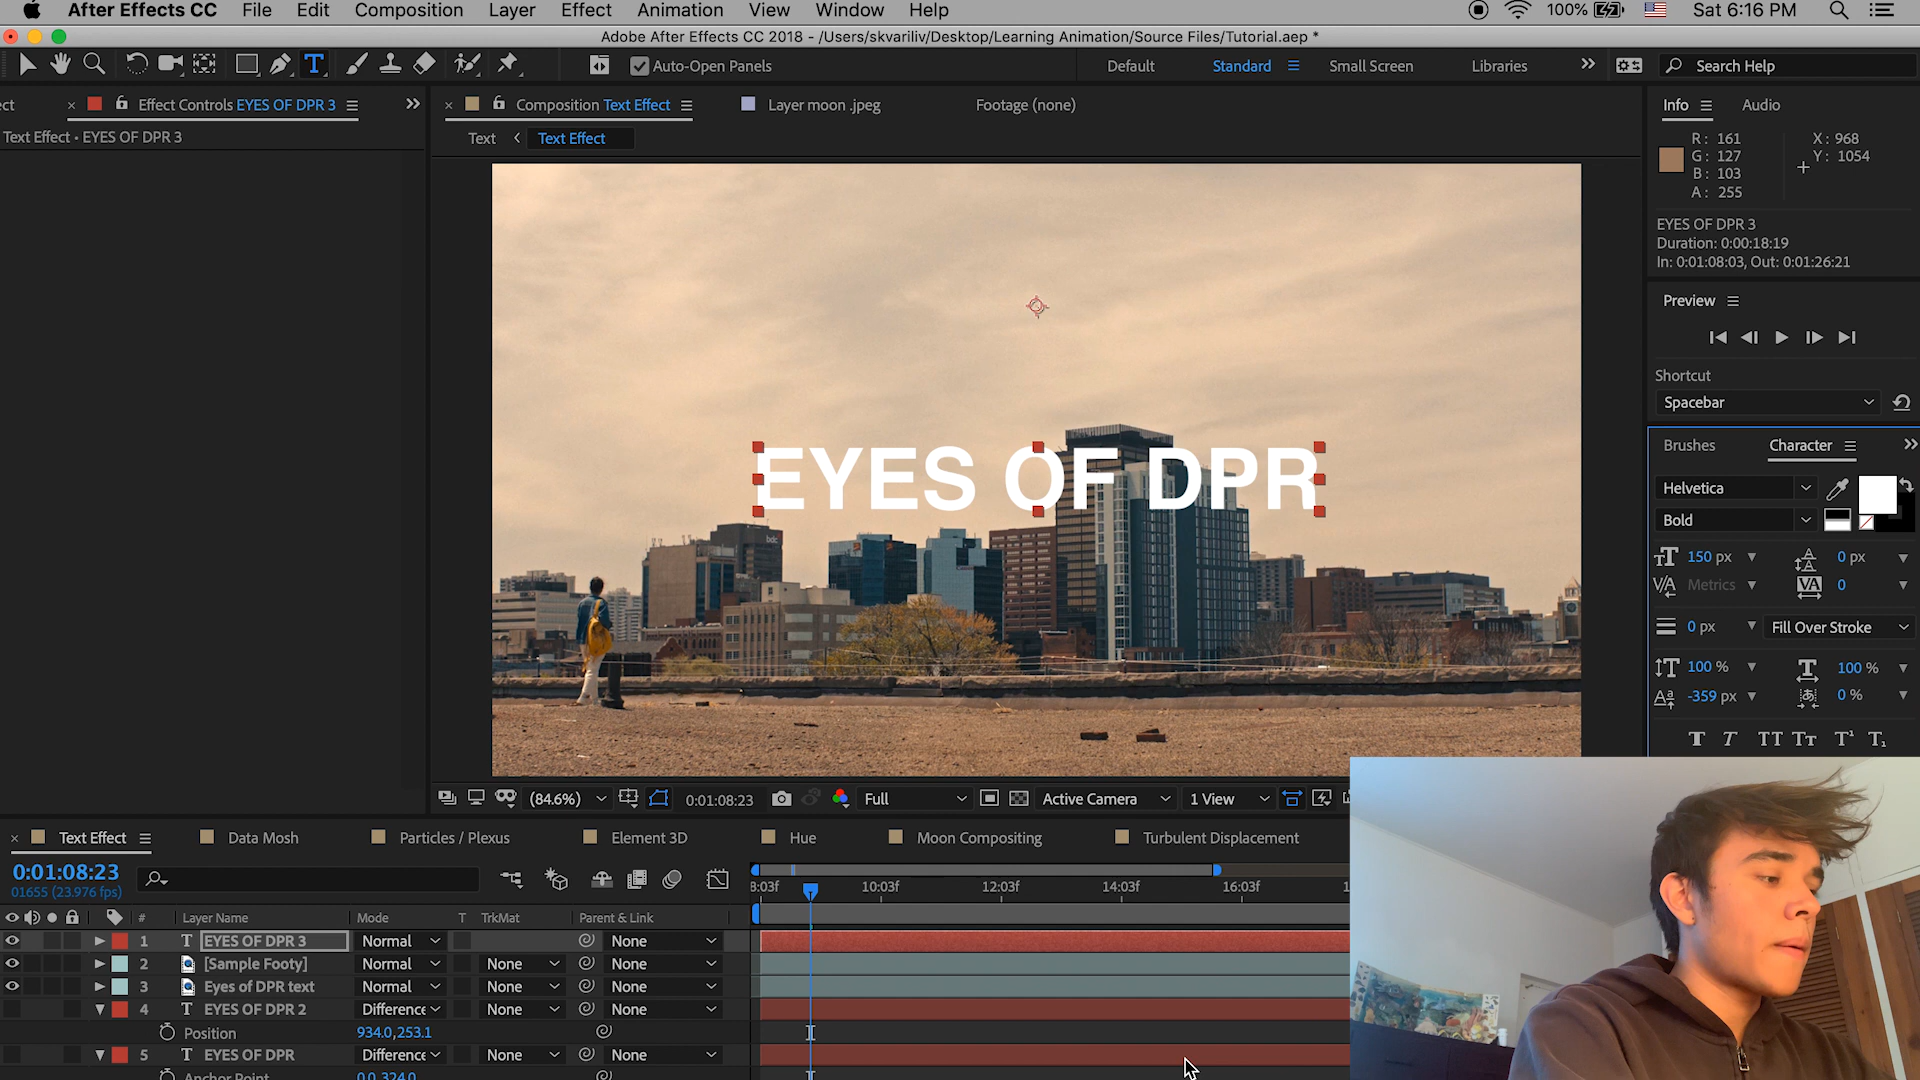 After Effects CC File Edit Composition Layer Effect Animation View Window Help 100% Sat 6:16 PM
Adobe After Effects CC 2018 - /Users/skvariliv/Desktop/Learning Animation/Source Files/Tutorial.aep *
T Auto-Open Panels Default Standard Small Screen Libraries Search Help
ct Effect Controls EYES OF DPR 3 Composition Text Effect Layer moon .jpeg Footage (none) Info Audio
Text Effect • EYES OF DPR 3 Text Text Effect
R: 161 X: 968
G: 127 Y: 1054
B: 103
A: 255
EYES OF DPR 3
Duration: 0:00:18:19
In: 0:01:08:03, Out: 0:01:26:21
Preview
Shortcut
Spacebar
Brushes Character
Helvetica
Bold
150 px 0 px
Metrics 0
0 px Fill Over Stroke
100 % 100 %
-359 px 0 %
T T TT Tт T¹ T₁
EYES OF DPR
bdc
(84.6%) 0:01:08:23 Full Active Camera 1 View
Text Effect Data Mosh Particles / Plexus Element 3D Hue Moon Compositing Turbulent Displacement
0:01:08:23
01655 (23.976 fps)
8:03f 10:03f 12:03f 14:03f 16:03f 1
# Layer Name Mode T TrkMat Parent & Link
1 T EYES OF DPR 3 Normal None
2 [Sample Footy] Normal None None
3 Eyes of DPR text Normal None None
4 T EYES OF DPR 2 Difference None None
Position 934.0,253.1
5 T EYES OF DPR Difference None None
Anchor Point 0.0,324.0